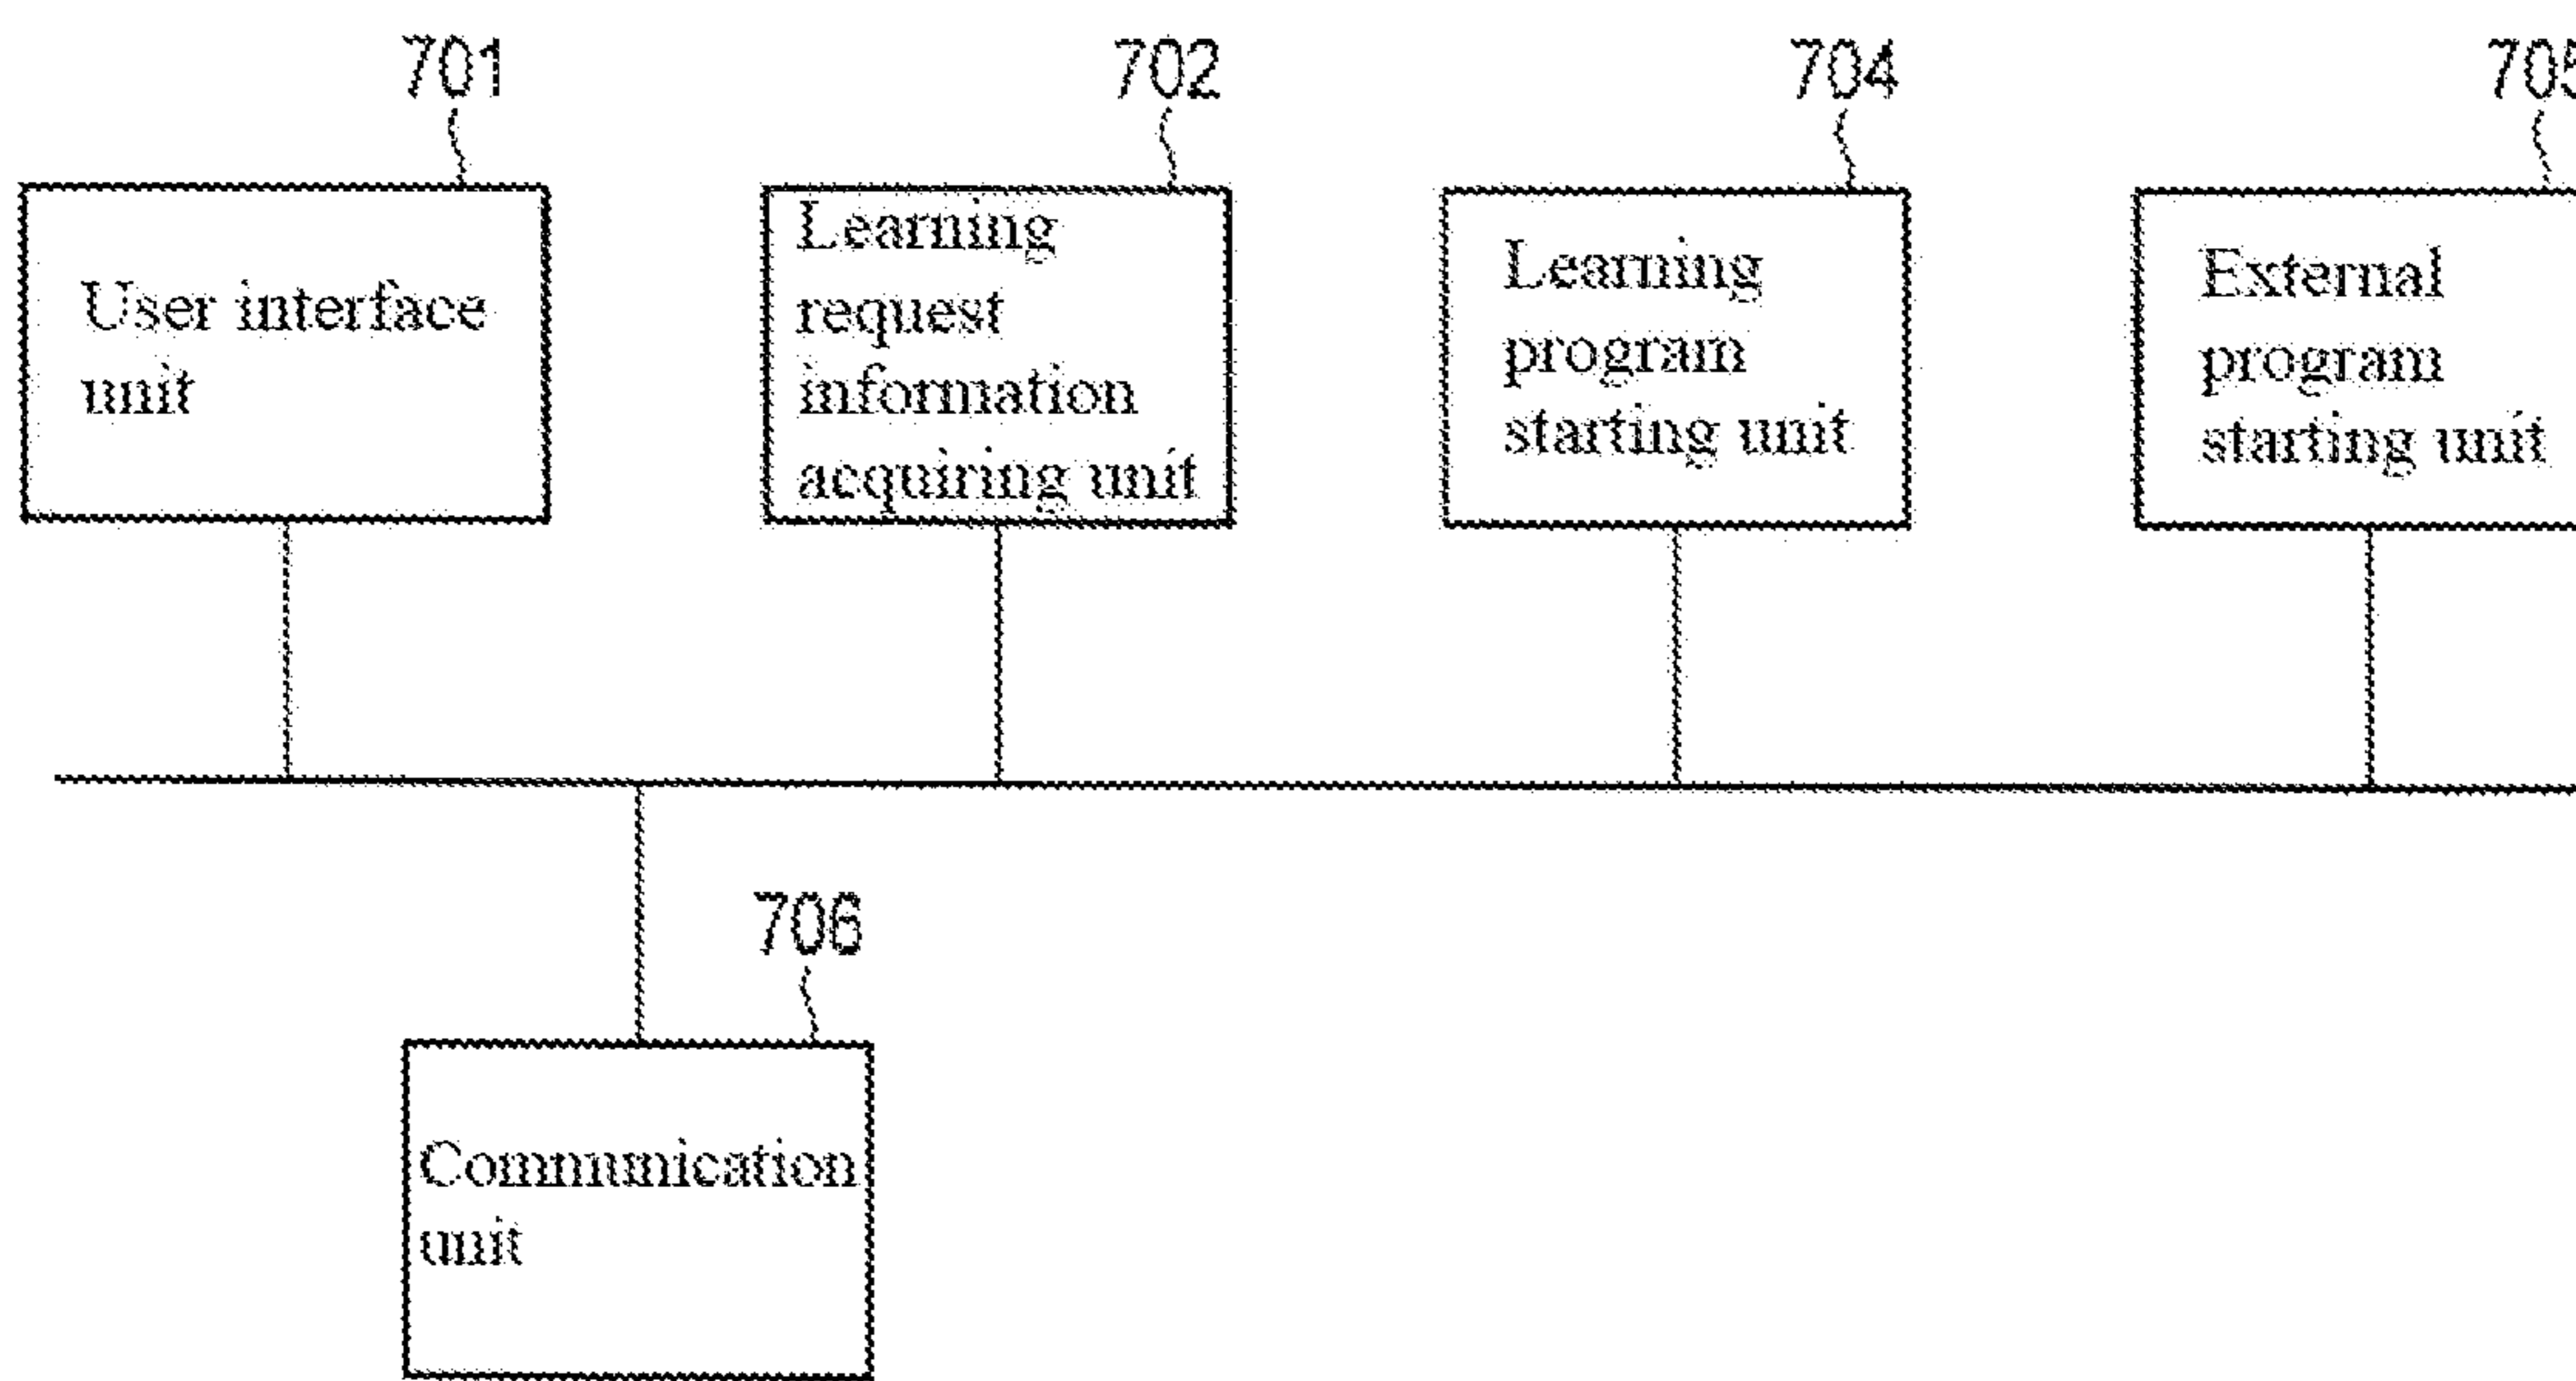 701
User interface
unit
702
Learning
request
information
acquiring unit
704
Learning
program
starting unit
705
External
program
starting unit
706
Communication
unit